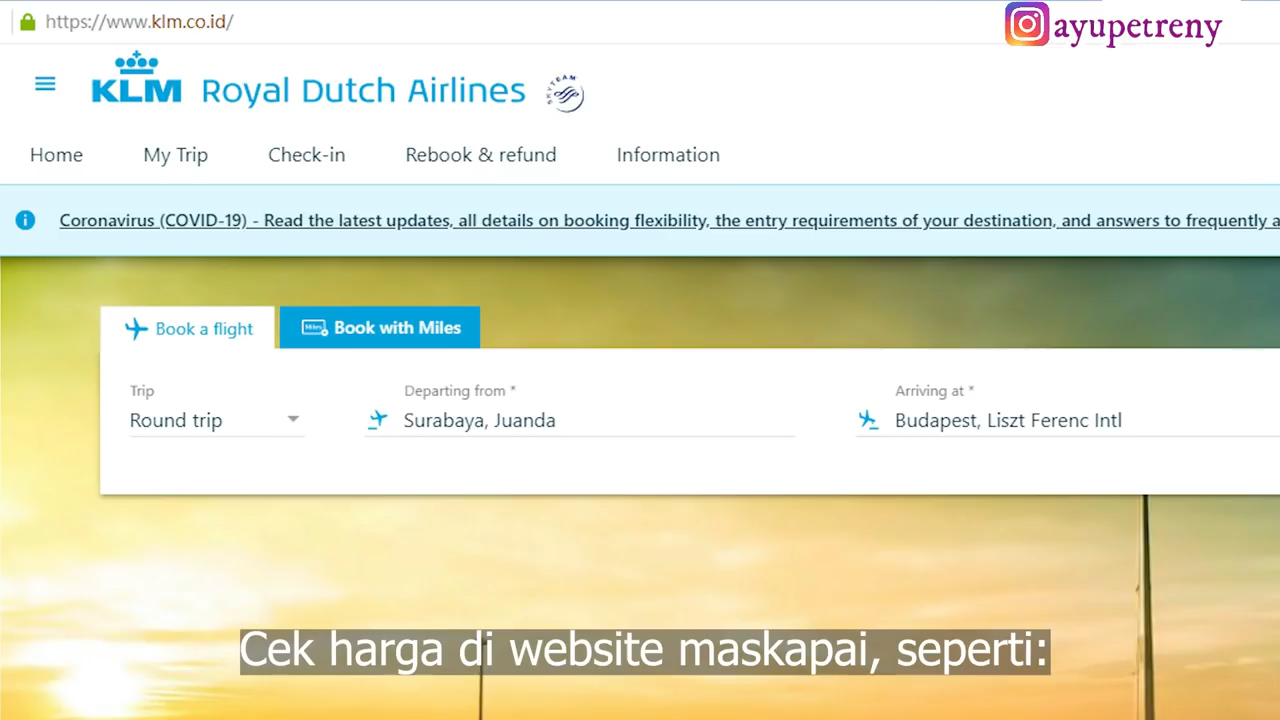 https://www.klm.co.id/
ayupetreny
KLM Royal Dutch Airlines
SKYTEAM
Home My Trip Check-in Rebook & refund Information
Coronavirus (COVID-19) - Read the latest updates, all details on booking flexibility, the entry requirements of your destination, and answers to frequently a
Book a flight Book with Miles
Trip Departing from * Arriving at *
Round trip Surabaya, Juanda Budapest, Liszt Ferenc Intl
Cek harga di website maskapai, seperti: